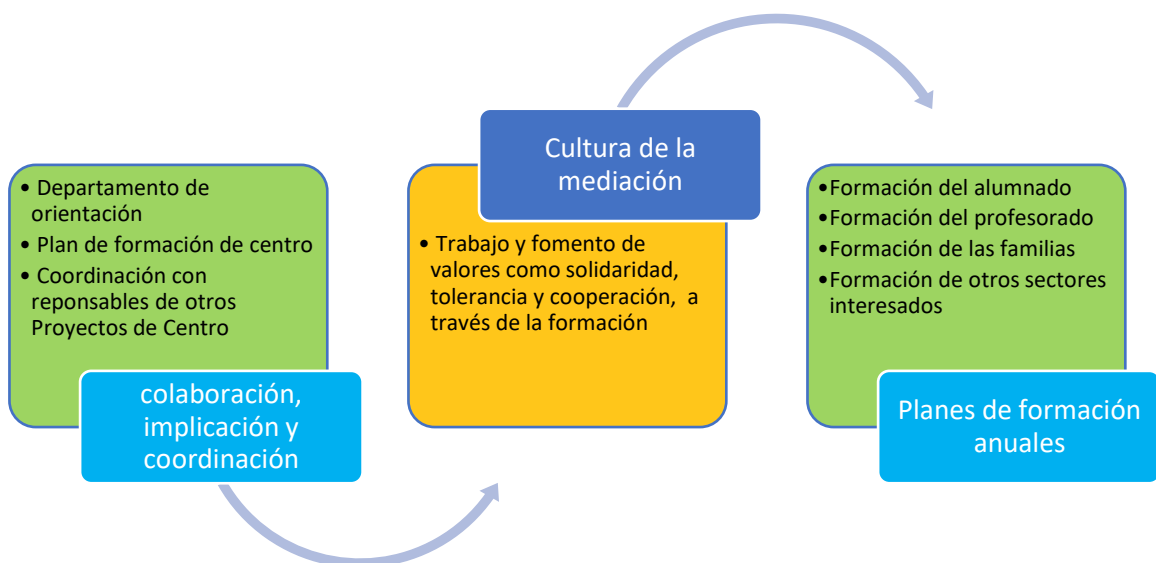 • Departamento de
orientación
• Plan de formación de centro
• Coordinación con
reponsables de otros
Proyectos de Centro
colaboración,
implicación y
coordinación
Cultura de la
mediación
• Trabajo y fomento de
valores como solidaridad,
tolerancia y cooperación, a
través de la formación
•Formación del alumnado
•Formación del profesorado
•Formación de las familias
•Formación de otros sectores
interesados
Planes de formación
anuales